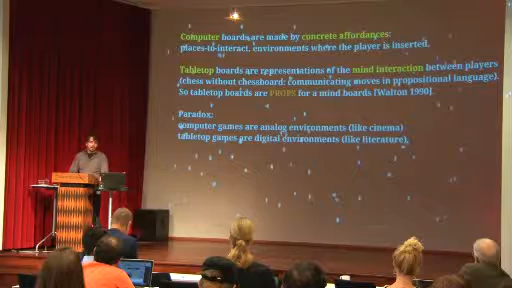 Computer boards are made by concrete affordances:
places-to-interact, environments where the player is inserted.
Tabletop boards are representations of the mind interaction between players
(chess without chessboard: communicating moves in propositional language).
So tabletop boards are PROPS for a mind boards [Walton 1990].
Paradox:
computer games are analog environments (like cinema)
tabletop games are digital environments (like literature).